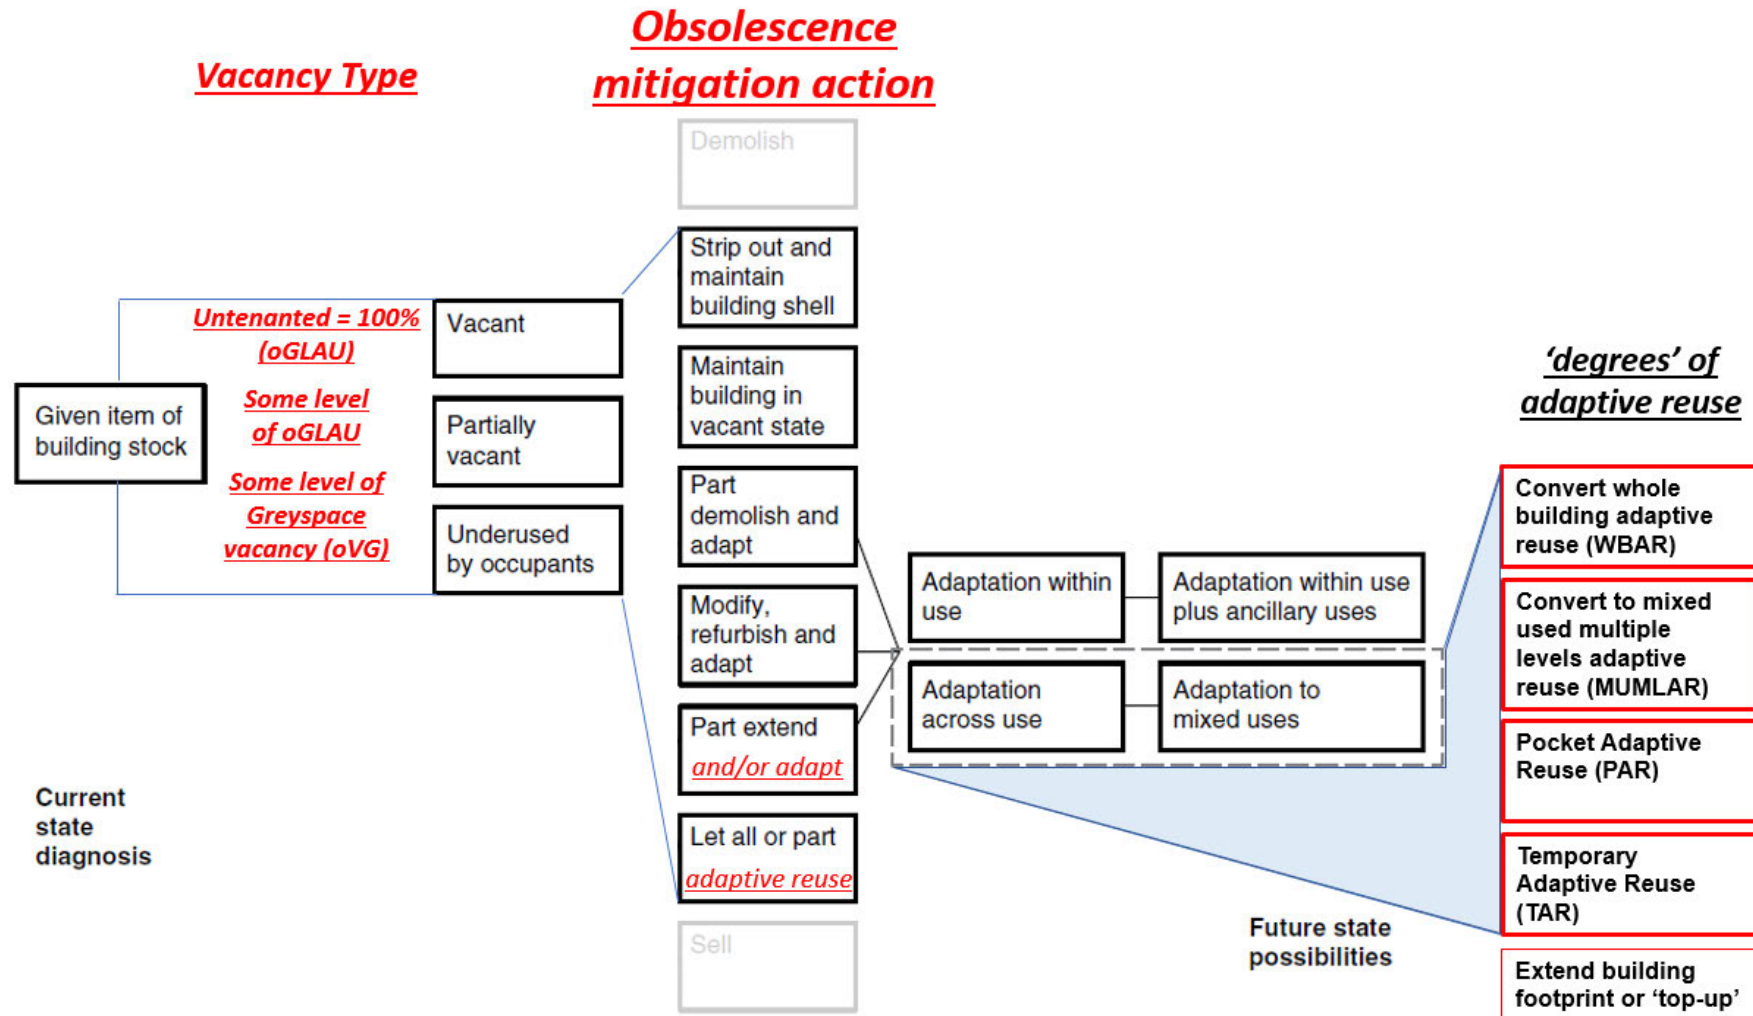 Obsolescence
mitigation action
Vacancy Type
Demolish
Strip out and
maintain
building shell
Untenanted = 100%
(oGLAU)
Vacant
Maintain
building in
vacant state
'degrees' of
adaptive reuse
Given item of
building stock
Some level
of oGLAU
Partially
vacant
Some level of
Greyspace
vacancy (oVG)
Underused
by occupants
Part
demolish and
adapt
Convert whole
building adaptive
reuse (WBAR)
Modify,
refurbish and
adapt
Adaptation within
use
Adaptation within use
plus ancillary uses
Convert to mixed
used multiple
levels adaptive
reuse (MUMLAR)
Adaptation
across use
Adaptation to
mixed uses
Part extend
and/or adapt
Pocket Adaptive
Reuse (PAR)
Current
state
diagnosis
Let all or part
adaptive reuse
Temporary
Adaptive Reuse
(TAR)
Sell
Future state
possibilities
Extend building
footprint or 'top-up'